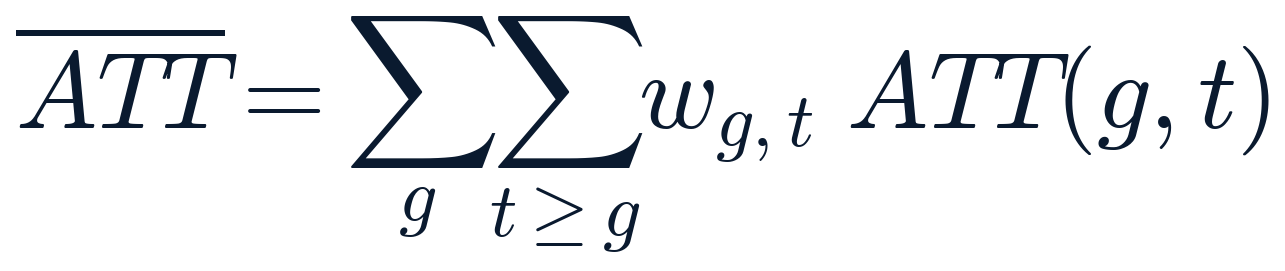 $\overline{ATT} = \sum_{g} \sum_{t \geq g} w_{g,t} \ ATT(g,t)$